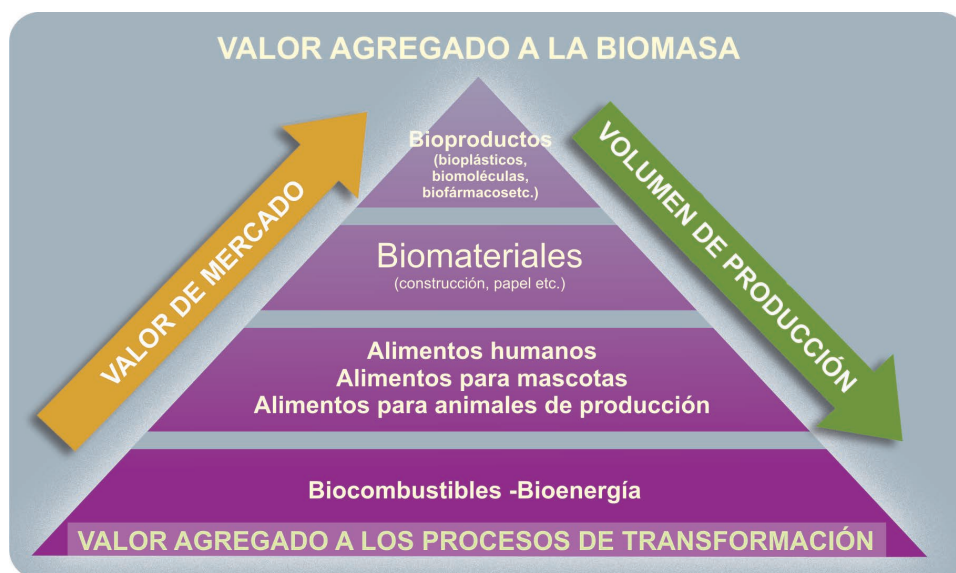 VALOR AGREGADO A LA BIOMASA
VALOR DE MERCADO
VOLUMEN DE PRODUCCIÓN
Bioproductos
(bioplásticos,
biomoléculas,
biofármacosetc.)
Biomateriales
(construcción, papel etc.)
Alimentos humanos
Alimentos para mascotas
Alimentos para animales de producción
Biocombustibles -Bioenergía
VALOR AGREGADO A LOS PROCESOS DE TRANSFORMACIÓN